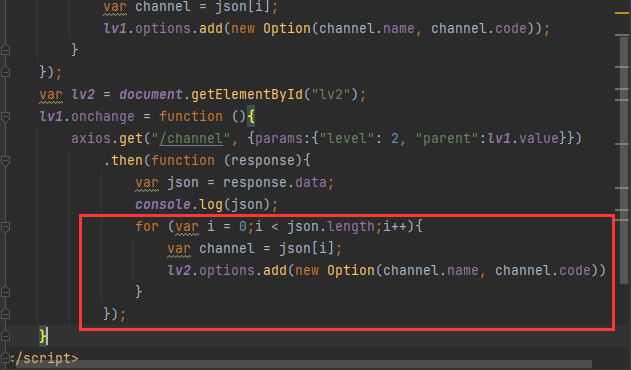 var channel = json[i];
lv1.options.add(new Option(channel.name, channel.code));
}
});
var lv2 = document.getElementById("lv2");
lv1.onchange = function (){
axios.get("/channel", {params:{"level": 2, "parent":lv1.value}})
.then(function (response){
var json = response.data;
console.log(json);
for (var i = 0;i < json.length;i++){
var channel = json[i];
lv2.options.add(new Option(channel.name, channel.code))
}
});
}
</script>